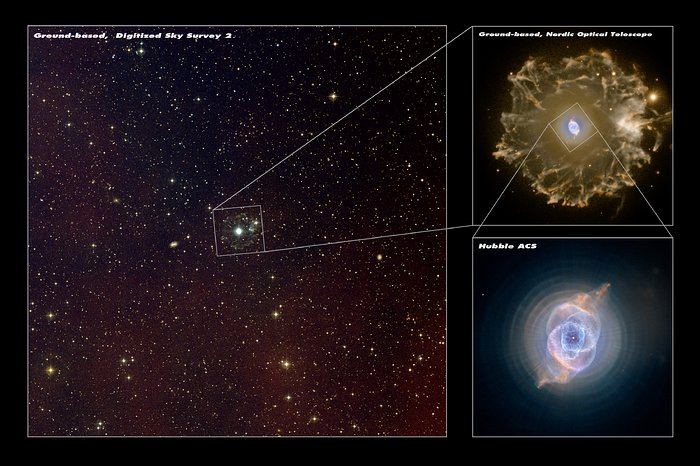 Ground-based, Digitized Sky Survey 2
Ground-based, Nordic Optical Telescope
Hubble ACS